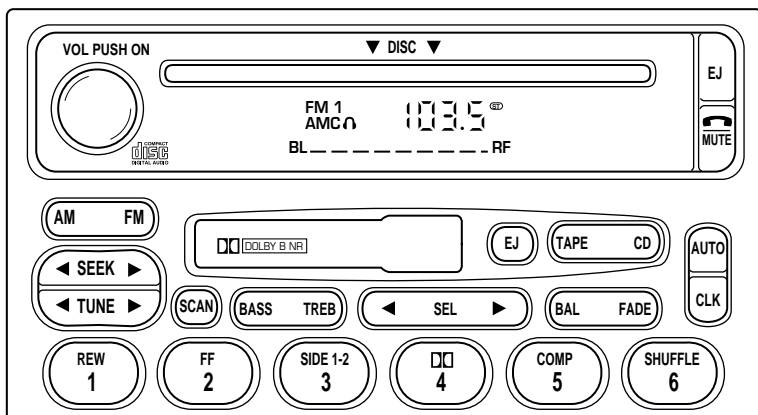 VOL PUSH ON
▼ DISC ▼
EJ
FM 1
AMC
103.5
ST
MUTE
COMPACT
disc
DIGITAL AUDIO
BL
RF
AM FM
DOLBY B NR
EJ
TAPE CD
AUTO
CLK
◄ SEEK ►
◄ TUNE ►
SCAN
BASS TREB
◄ SEL ►
BAL FADE
REW
1
FF
2
SIDE 1-2
3
4
COMP
5
SHUFFLE
6